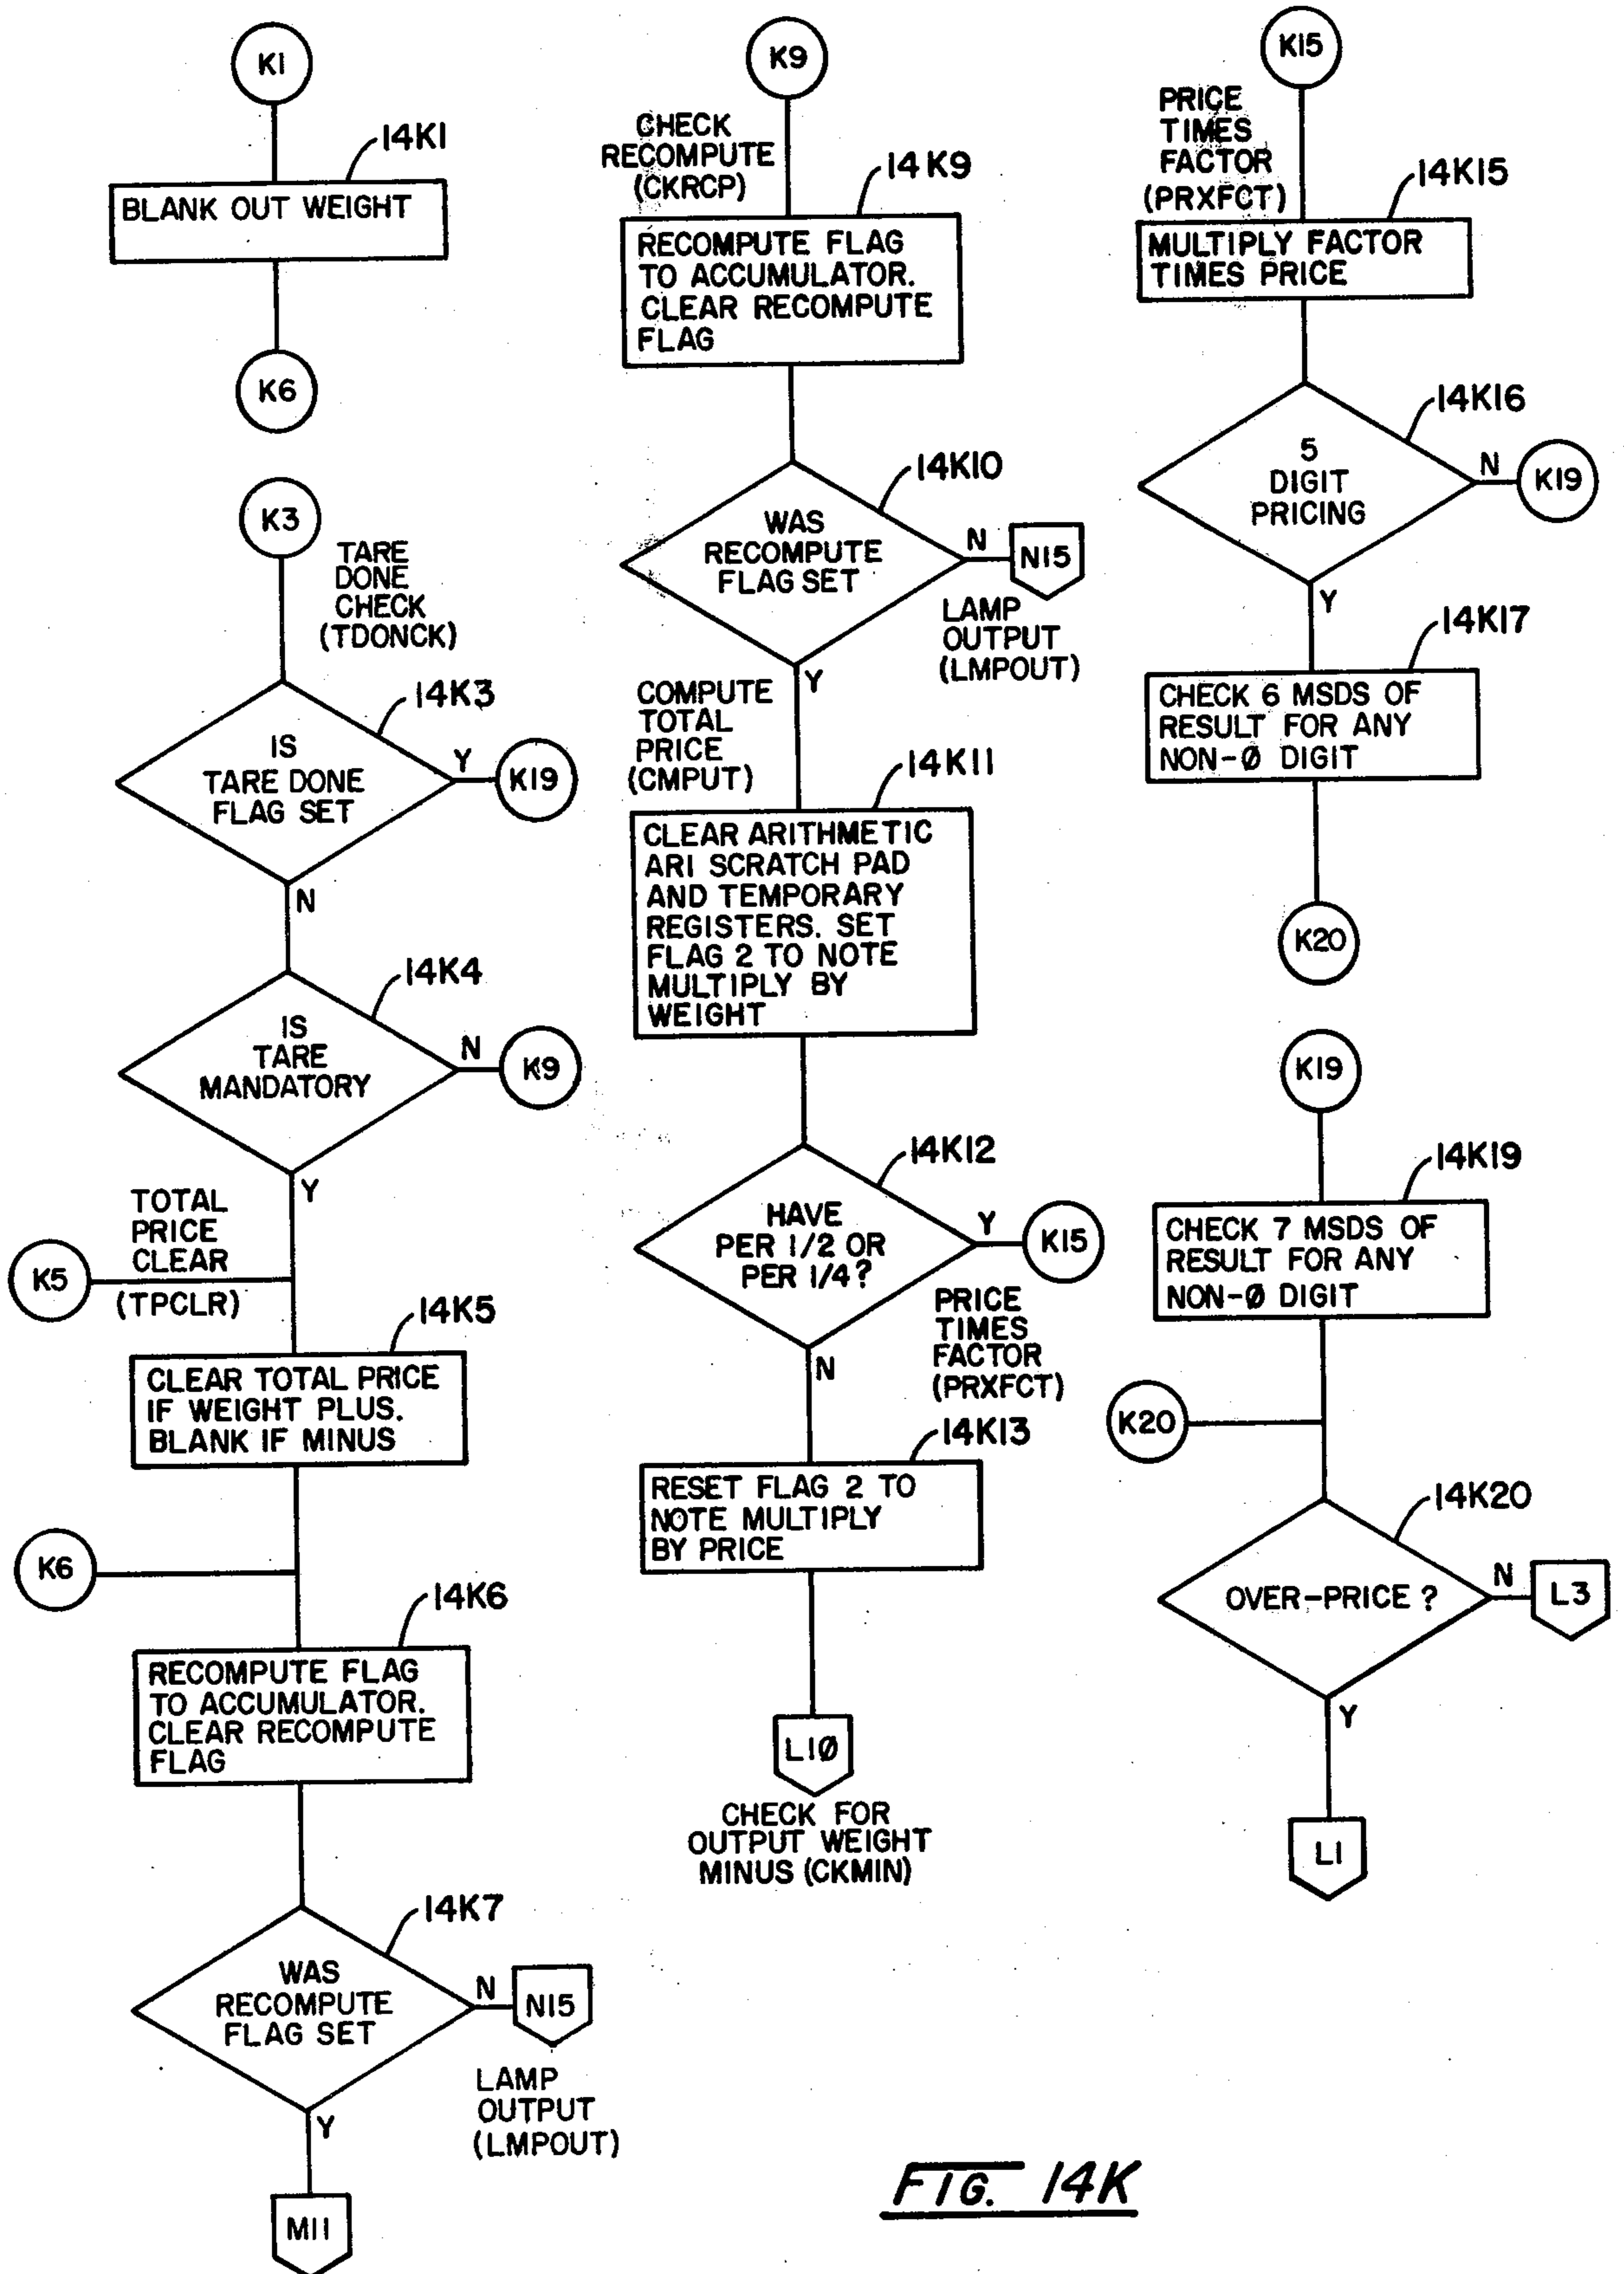 K1
14K1
BLANK OUT WEIGHT
K6
K3
TARE
DONE
CHECK
(TDONCK)
14K3
IS
TARE DONE
FLAG SET
Y
K19
N
14K4
IS
TARE
MANDATORY
N
K9
Y
TOTAL
PRICE
CLEAR
(TPCLR)
K5
14K5
CLEAR TOTAL PRICE
IF WEIGHT PLUS.
BLANK IF MINUS
K6
14K6
RECOMPUTE FLAG
TO ACCUMULATOR.
CLEAR RECOMPUTE
FLAG
14K7
WAS
RECOMPUTE
FLAG SET
N
N15
LAMP
OUTPUT
(LMPOUT)
Y
M11
K9
CHECK
RECOMPUTE
(CKRCP)
14K9
RECOMPUTE FLAG
TO ACCUMULATOR.
CLEAR RECOMPUTE
FLAG
14K10
WAS
RECOMPUTE
FLAG SET
N
N15
LAMP
OUTPUT
(LMPOUT)
Y
COMPUTE
TOTAL
PRICE
(CMPUT)
14K11
CLEAR ARITHMETIC
ARI SCRATCH PAD
AND TEMPORARY
REGISTERS. SET
FLAG 2 TO NOTE
MULTIPLY BY
WEIGHT
14K12
HAVE
PER 1/2 OR
PER 1/4?
Y
K15
PRICE
TIMES
FACTOR
(PRXFCT)
N
14K13
RESET FLAG 2 TO
NOTE MULTIPLY
BY PRICE
L1Ø
CHECK FOR
OUTPUT WEIGHT
MINUS (CKMIN)
K15
PRICE
TIMES
FACTOR
(PRXFCT)
14K15
MULTIPLY FACTOR
TIMES PRICE
14K16
5
DIGIT
PRICING
N
K19
Y
14K17
CHECK 6 MSDS OF
RESULT FOR ANY
NON-Ø DIGIT
K20
K19
14K19
CHECK 7 MSDS OF
RESULT FOR ANY
NON-Ø DIGIT
K20
14K20
OVER-PRICE ?
N
L3
Y
L1
FIG. 14K